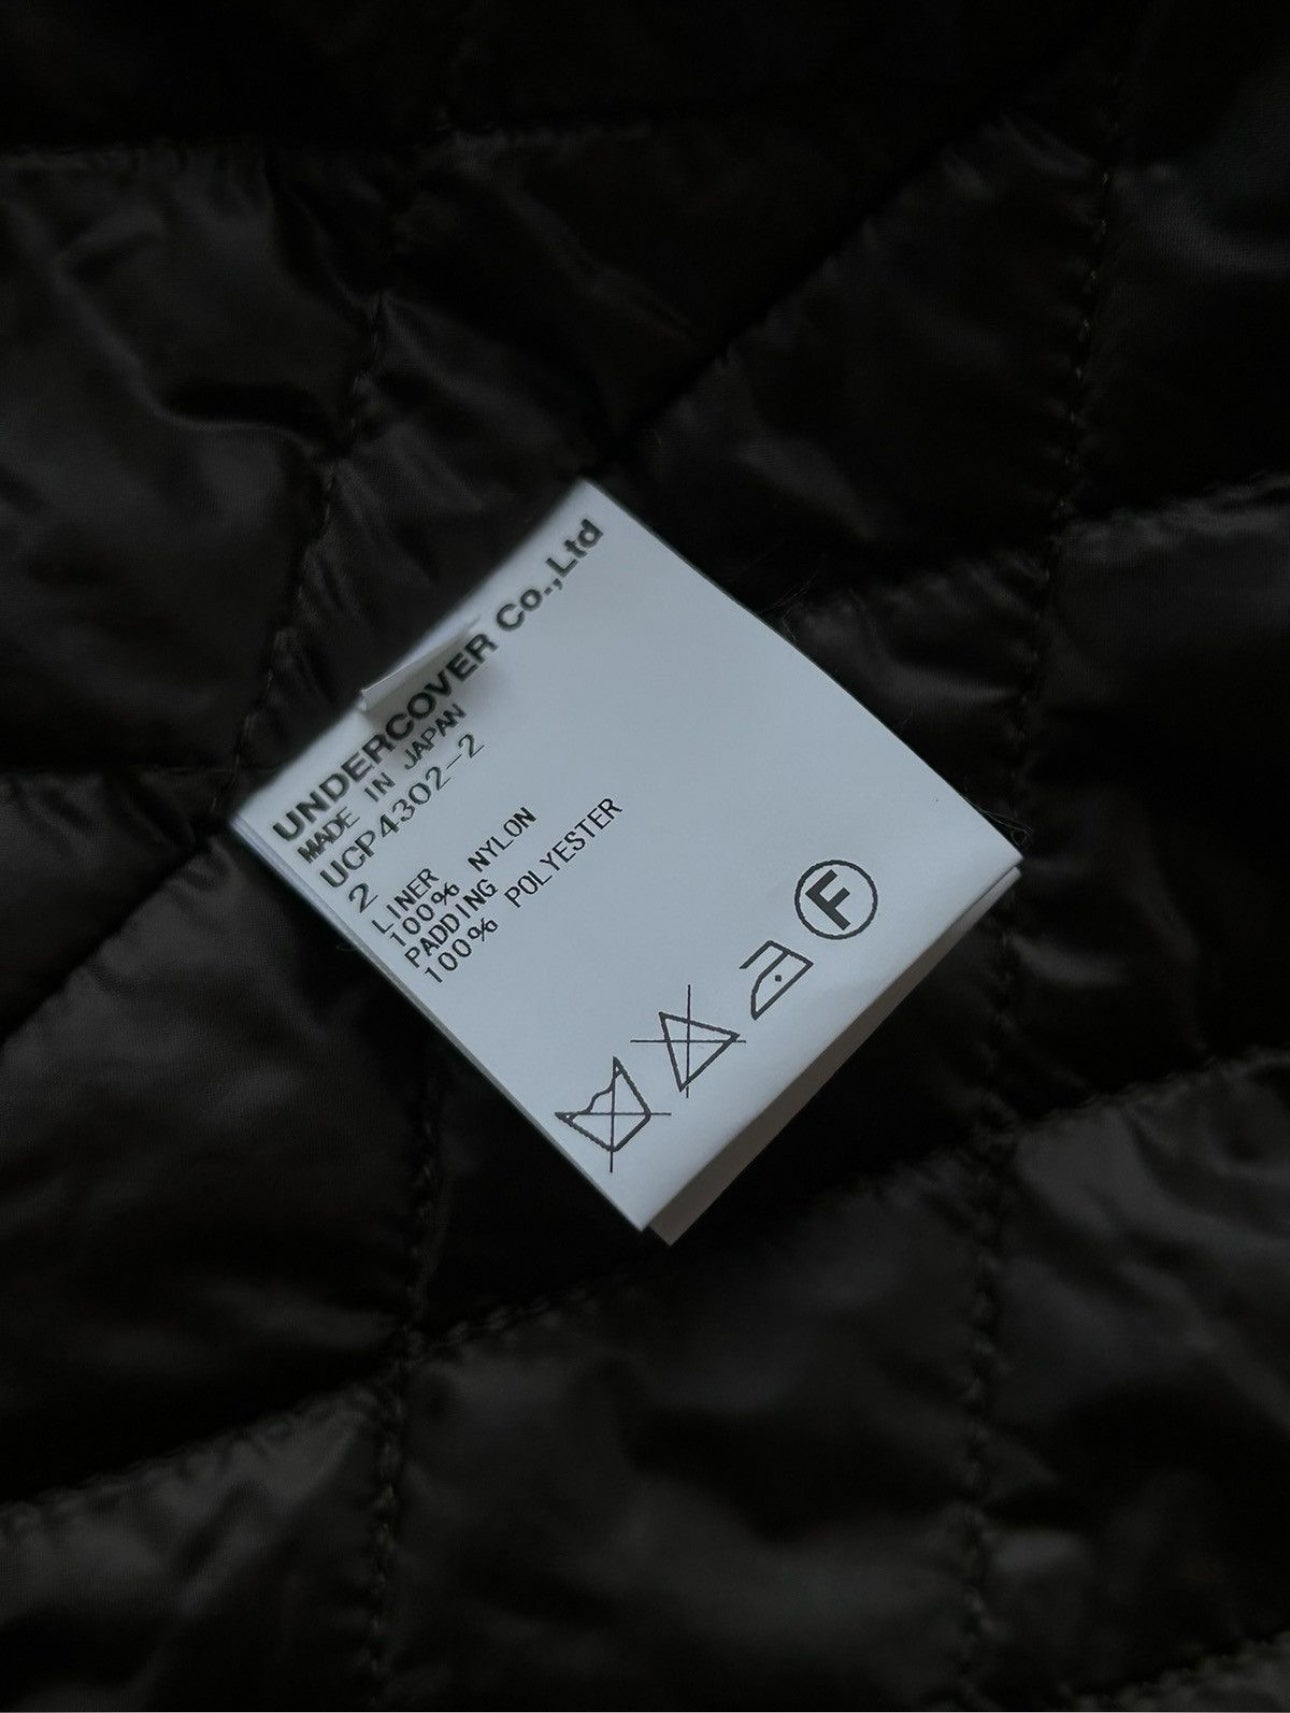 UNDERCOVER Co.,Ltd
MADE IN JAPAN
UCP4302-2
2
LINER
100% NYLON
PADDING
100% POLYESTER
F